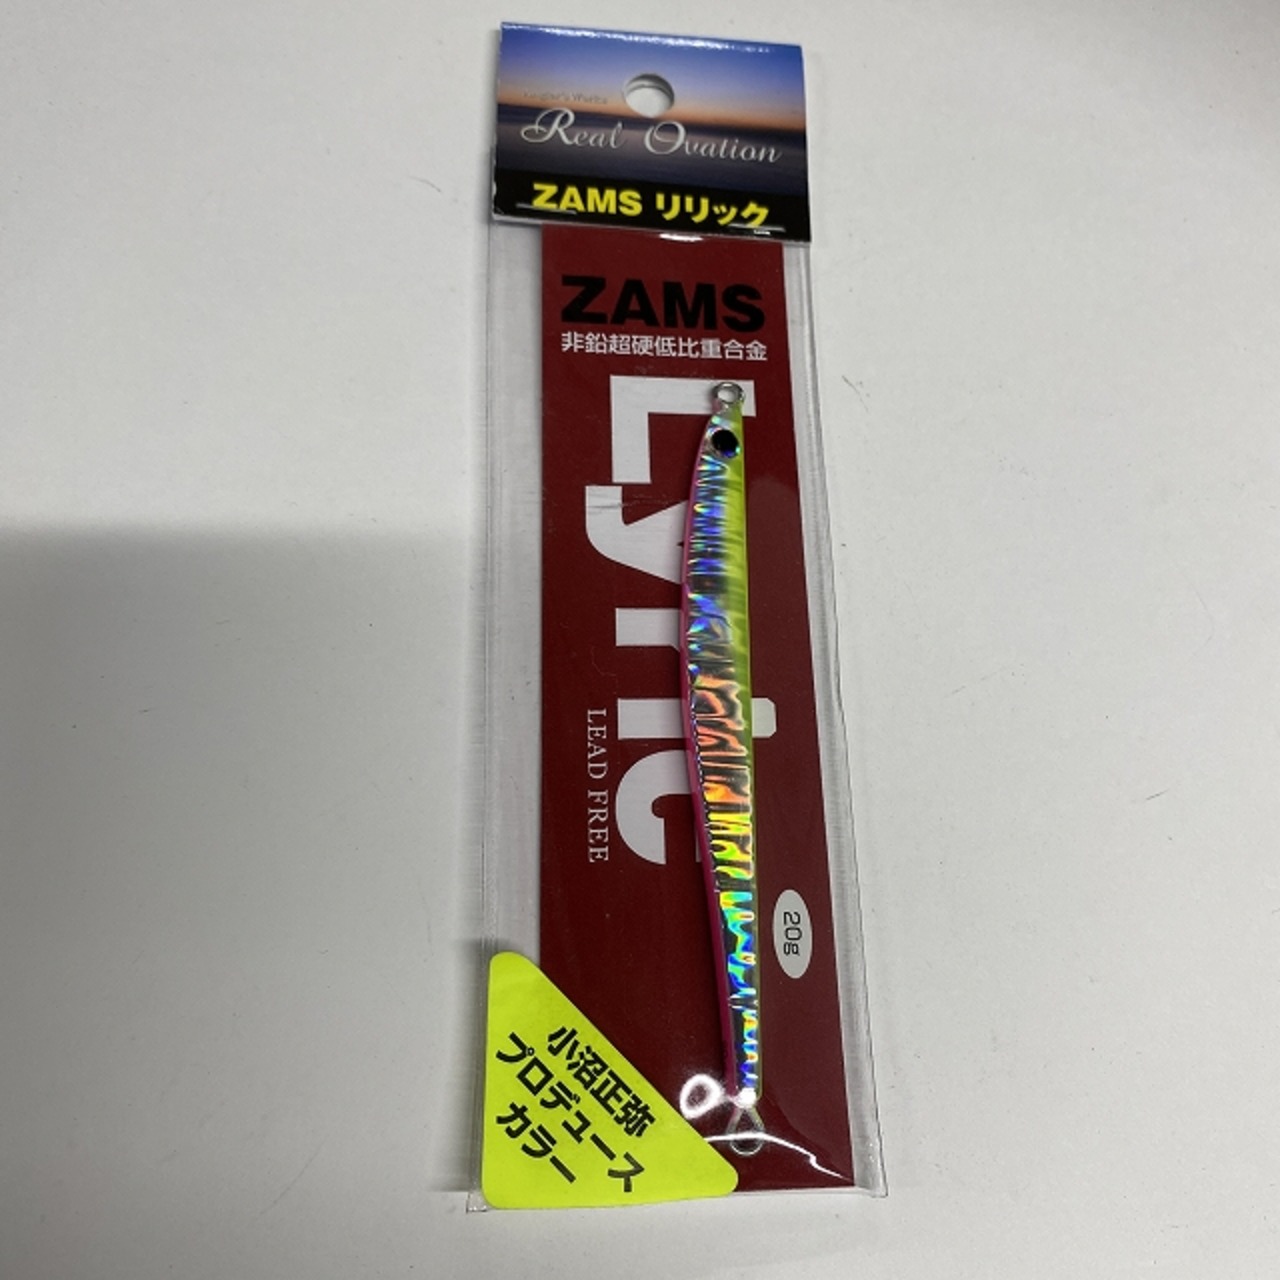 Real Ovation
ZAMS リリック
ZAMS
非鉛超硬低比重合金
Lyric
LEAD FREE
20g
小沼正弥
プロデュース
カラー